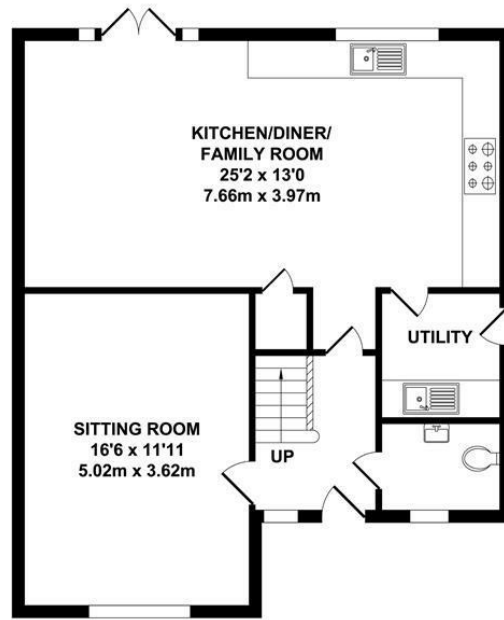 KITCHEN/DINER/
FAMILY ROOM
25'2 x 13'0
7.66m x 3.97m
UTILITY
SITTING ROOM
16'6 x 11'11
5.02m x 3.62m
UP